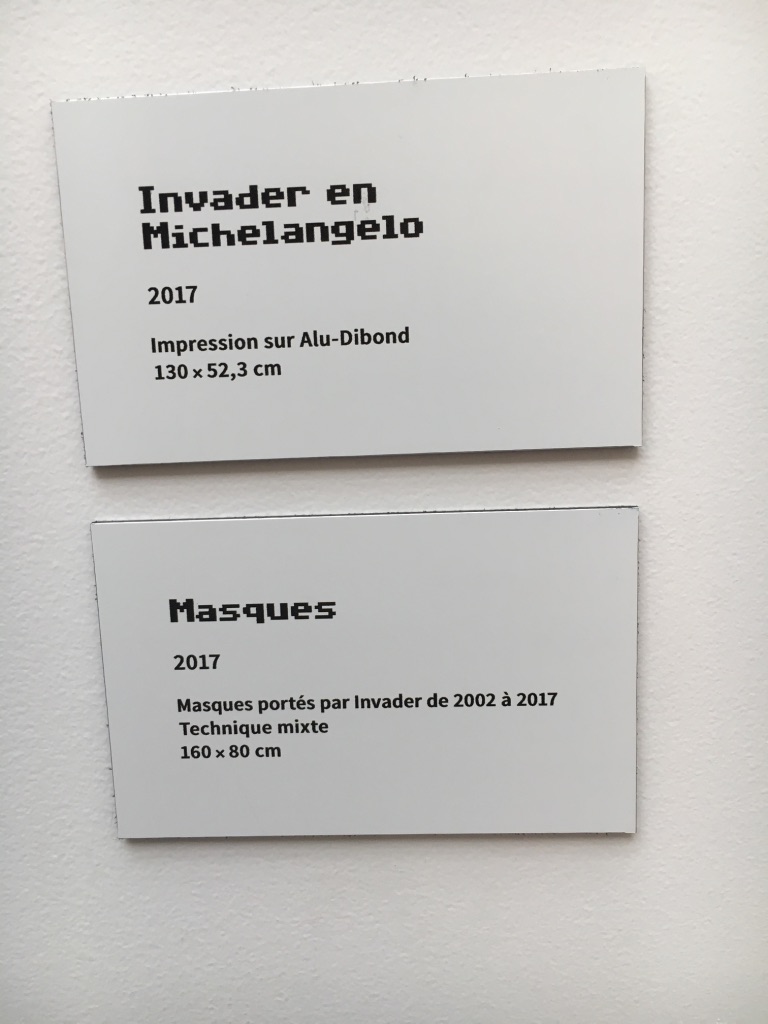 Invader en
Michelangelo
2017
Impression sur Alu-Dibond
130 x 52,3 cm
Masques
2017
Masques portés par Invader de 2002 à 2017
Technique mixte
160 x 80 cm